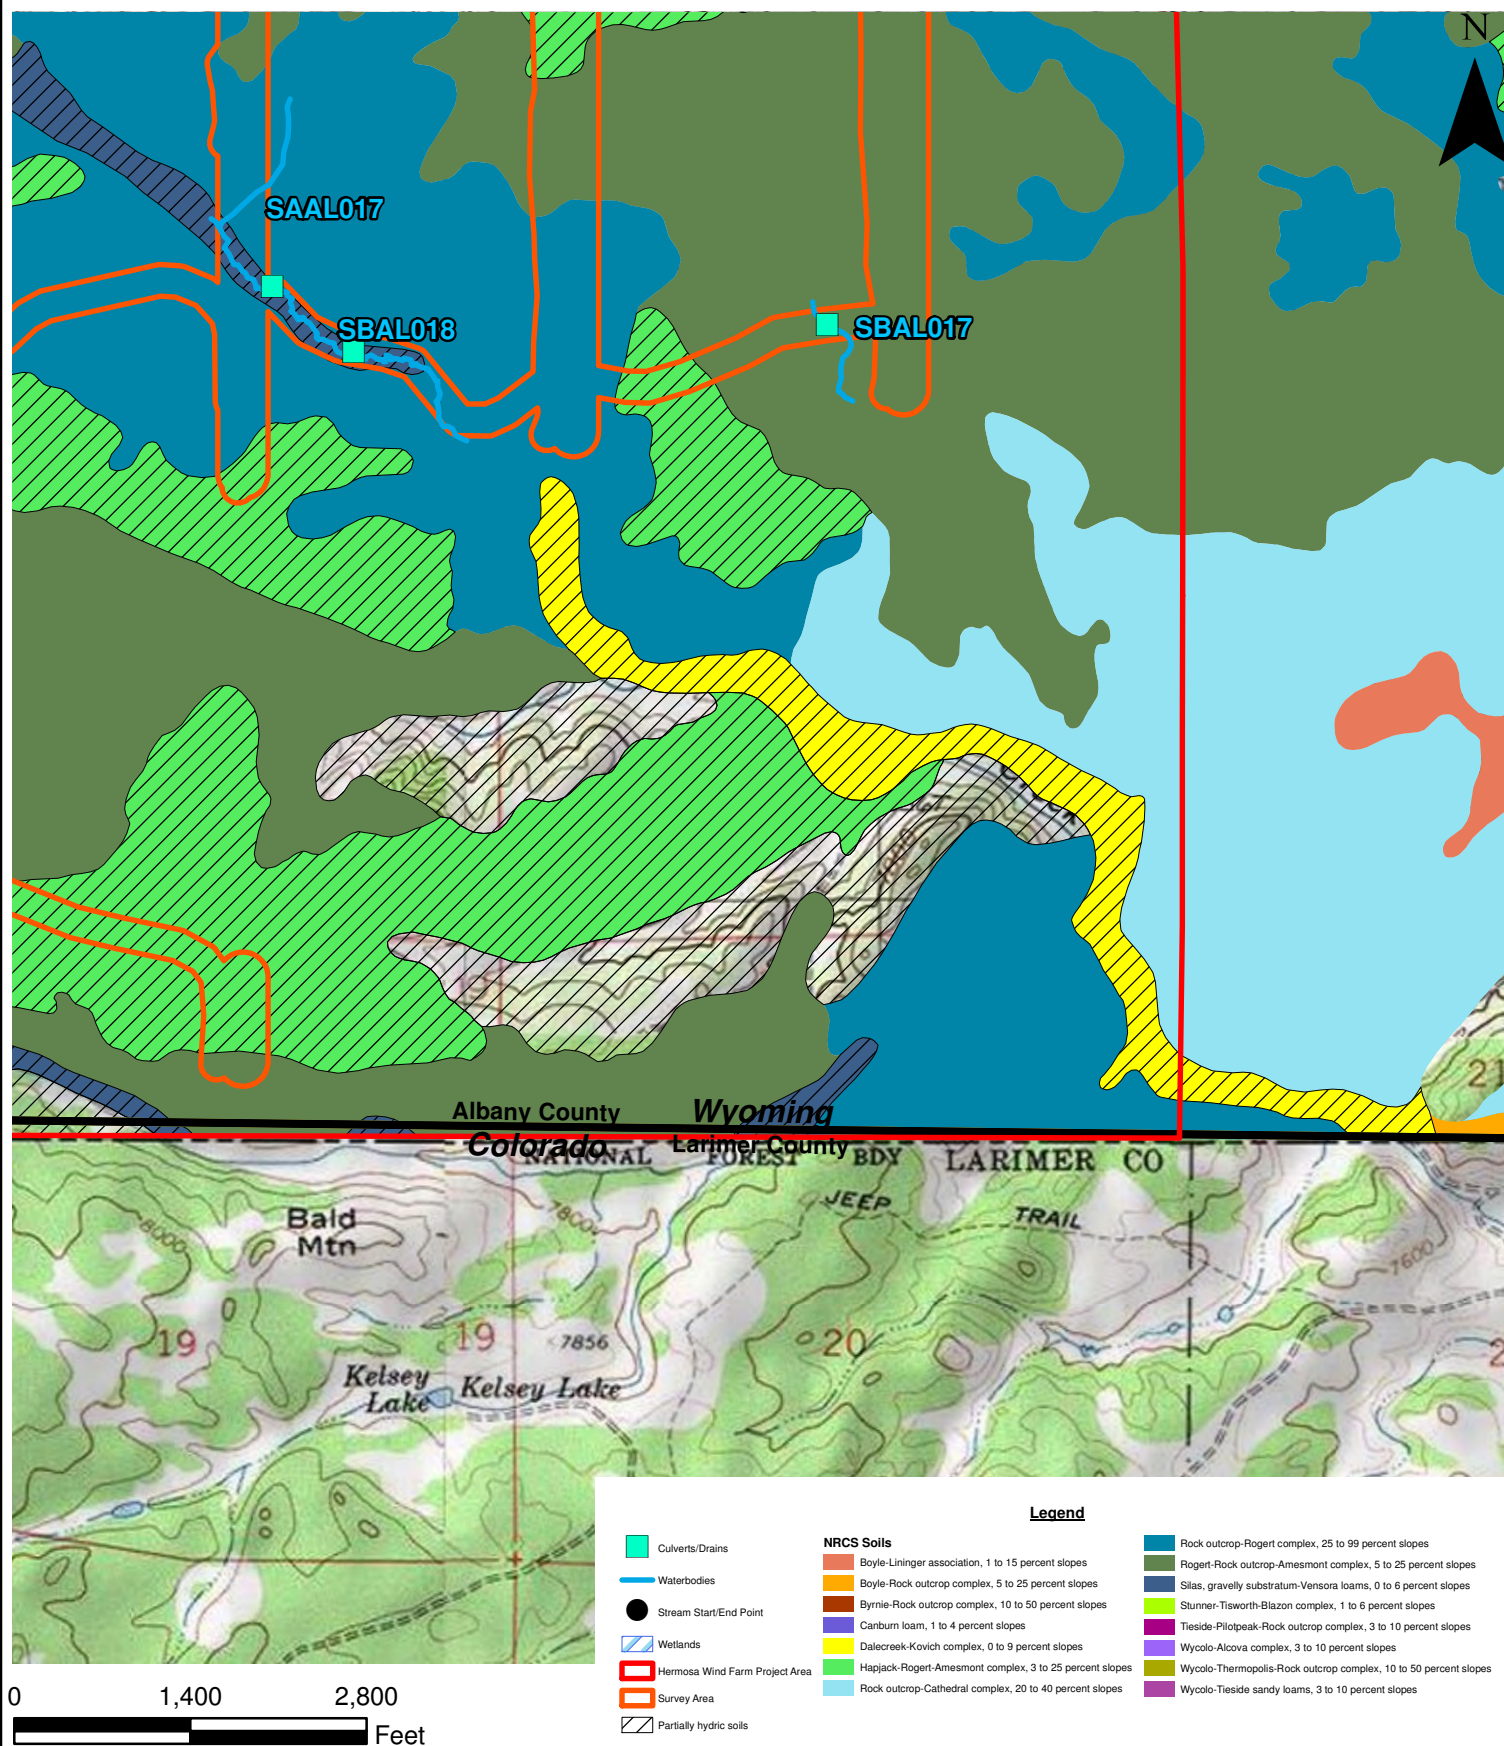 N
SAAL017
SBAL018
SBAL017
7900
21
Albany County
Wyoming
Colorado
Larimer County
NATIONAL FOREST BDY LARIMER CO
JEEP TRAIL
Bald
Mtn
8000
7800
7600
19
19
7856
20
2
Kelsey
Lake
Kelsey Lake
Legend
Culverts/Drains
Waterbodies
Stream Start/End Point
Wetlands
Hermosa Wind Farm Project Area
Survey Area
Partially hydric soils
NRCS Soils
Boyle-Lininger association, 1 to 15 percent slopes
Boyle-Rock outcrop complex, 5 to 25 percent slopes
Byrnie-Rock outcrop complex, 10 to 50 percent slopes
Canburn loam, 1 to 4 percent slopes
Dalecreek-Kovich complex, 0 to 9 percent slopes
Hapjack-Rogert-Amesmont complex, 3 to 25 percent slopes
Rock outcrop-Cathedral complex, 20 to 40 percent slopes
Rock outcrop-Rogert complex, 25 to 99 percent slopes
Rogert-Rock outcrop-Amesmont complex, 5 to 25 percent slopes
Silas, gravelly substratum-Vensora loams, 0 to 6 percent slopes
Stunner-Tisworth-Blazon complex, 1 to 6 percent slopes
Tieside-Pilotpeak-Rock outcrop complex, 3 to 10 percent slopes
Wycolo-Alcova complex, 3 to 10 percent slopes
Wycolo-Thermopolis-Rock outcrop complex, 10 to 50 percent slopes
Wycolo-Tieside sandy loams, 3 to 10 percent slopes
0 1,400 2,800
Feet